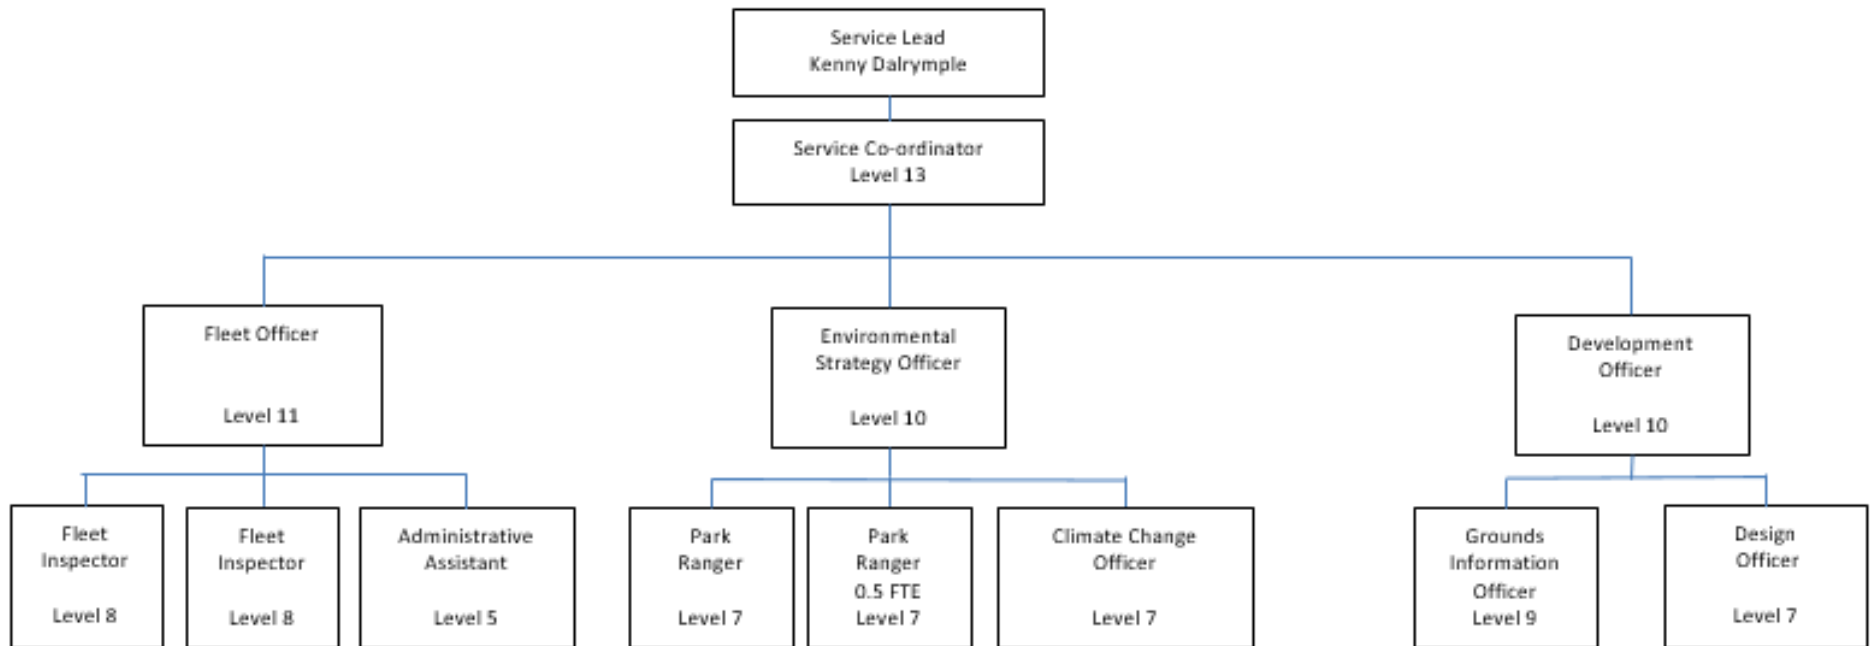 Service Lead
Kenny Dalrymple
Service Co-ordinator
Level 13
Fleet Officer
Level 11
Environmental
Strategy Officer
Level 10
Development
Officer
Level 10
Fleet
Inspector
Level 8
Fleet
Inspector
Level 8
Administrative
Assistant
Level 5
Park
Ranger
Level 7
Park
Ranger
0.5 FTE
Level 7
Climate Change
Officer
Level 7
Grounds
Information
Officer
Level 9
Design
Officer
Level 7